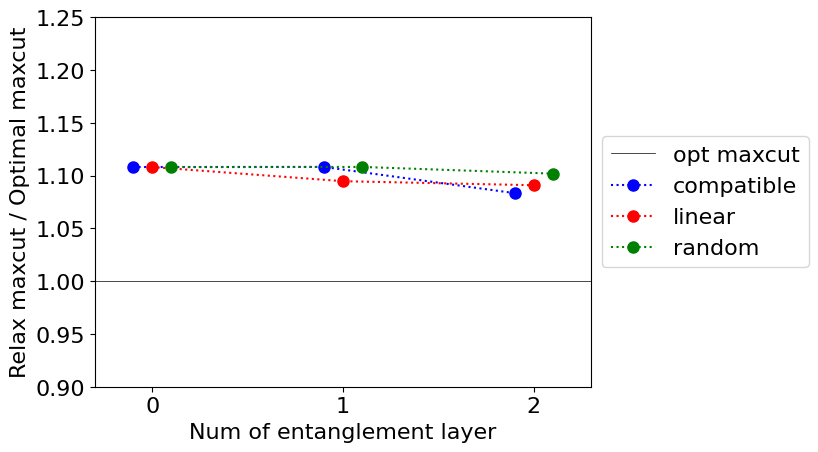 Relax maxcut / Optimal maxcut
1.25
1.20
1.15
1.10
1.05
1.00
0.95
0.90
0
1
2
Num of entanglement layer
opt maxcut
compatible
linear
random